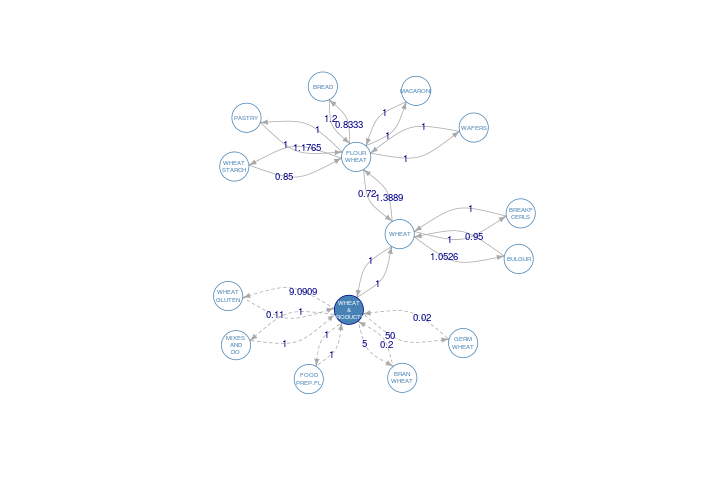 BREAD
MACARONI
PASTRY
WAFERS
1.2
0.8333
1
1
1
1
1
1.1765
1
FLOUR
WHEAT
WHEAT
STARCH
0.85
0.72
1.3889
BREAKF
CERLS
1
0.95
1
WHEAT
1.0526
BULGUR
1
1
WHEAT
GLUTEN
9.0909
0.11
1
WHEAT
&
PRODUCT
0.02
MIXES
AND
DO
1
1
5
50
0.2
GERM
WHEAT
1
FOOD
PREP.FL
BRAN
WHEAT